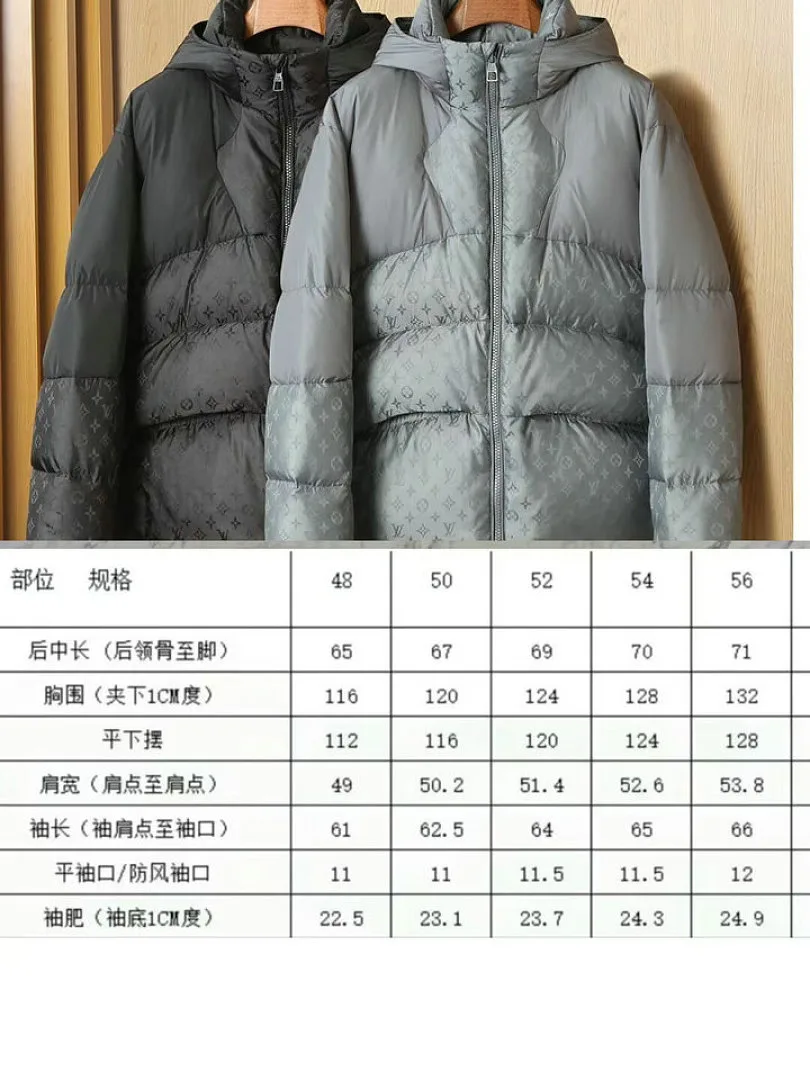 部位 规格 48 50 52 54 56
后中长（后领骨至脚） 65 67 69 70 71
胸围（夹下1CM度） 116 120 124 128 132
平下摆 112 116 120 124 128
肩宽（肩点至肩点） 49 50.2 51.4 52.6 53.8
袖长（袖肩点至袖口） 61 62.5 64 65 66
平袖口/防风袖口 11 11 11.5 11.5 12
袖肥（袖底1CM度） 22.5 23.1 23.7 24.3 24.9